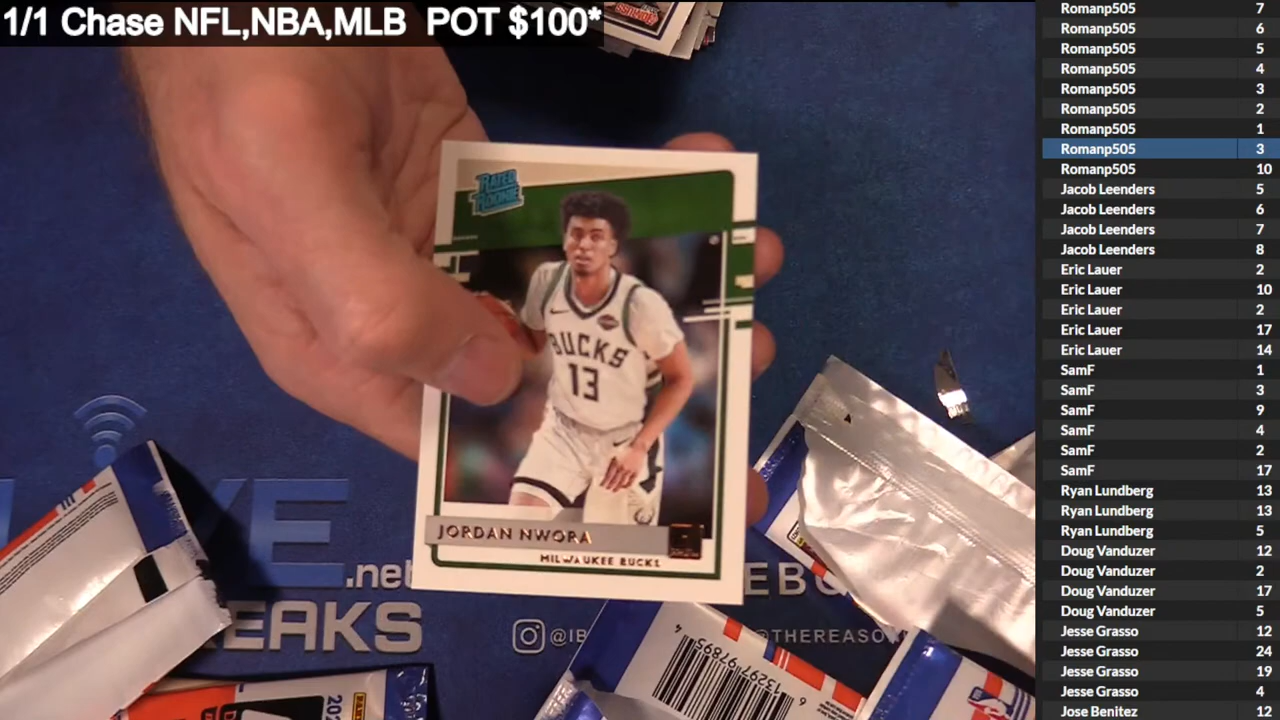 1/1 Chase NFL,NBA,MLB  POT $100*
RATED
ROOKIE
BUCKS
13
JORDAN NWORA
MILWAUKEE BUCKS
.net
EAKS
@IB
@THEREASO
Romanp505 7
Romanp505 6
Romanp505 5
Romanp505 4
Romanp505 3
Romanp505 2
Romanp505 1
Romanp505 3
Romanp505 10
Jacob Leenders 5
Jacob Leenders 6
Jacob Leenders 7
Jacob Leenders 8
Eric Lauer 2
Eric Lauer 10
Eric Lauer 2
Eric Lauer 17
Eric Lauer 14
SamF 1
SamF 3
SamF 9
SamF 4
SamF 2
SamF 17
Ryan Lundberg 13
Ryan Lundberg 13
Ryan Lundberg 5
Doug Vanduzer 12
Doug Vanduzer 2
Doug Vanduzer 17
Doug Vanduzer 5
Jesse Grasso 12
Jesse Grasso 24
Jesse Grasso 19
Jesse Grasso 4
Jose Benitez 12